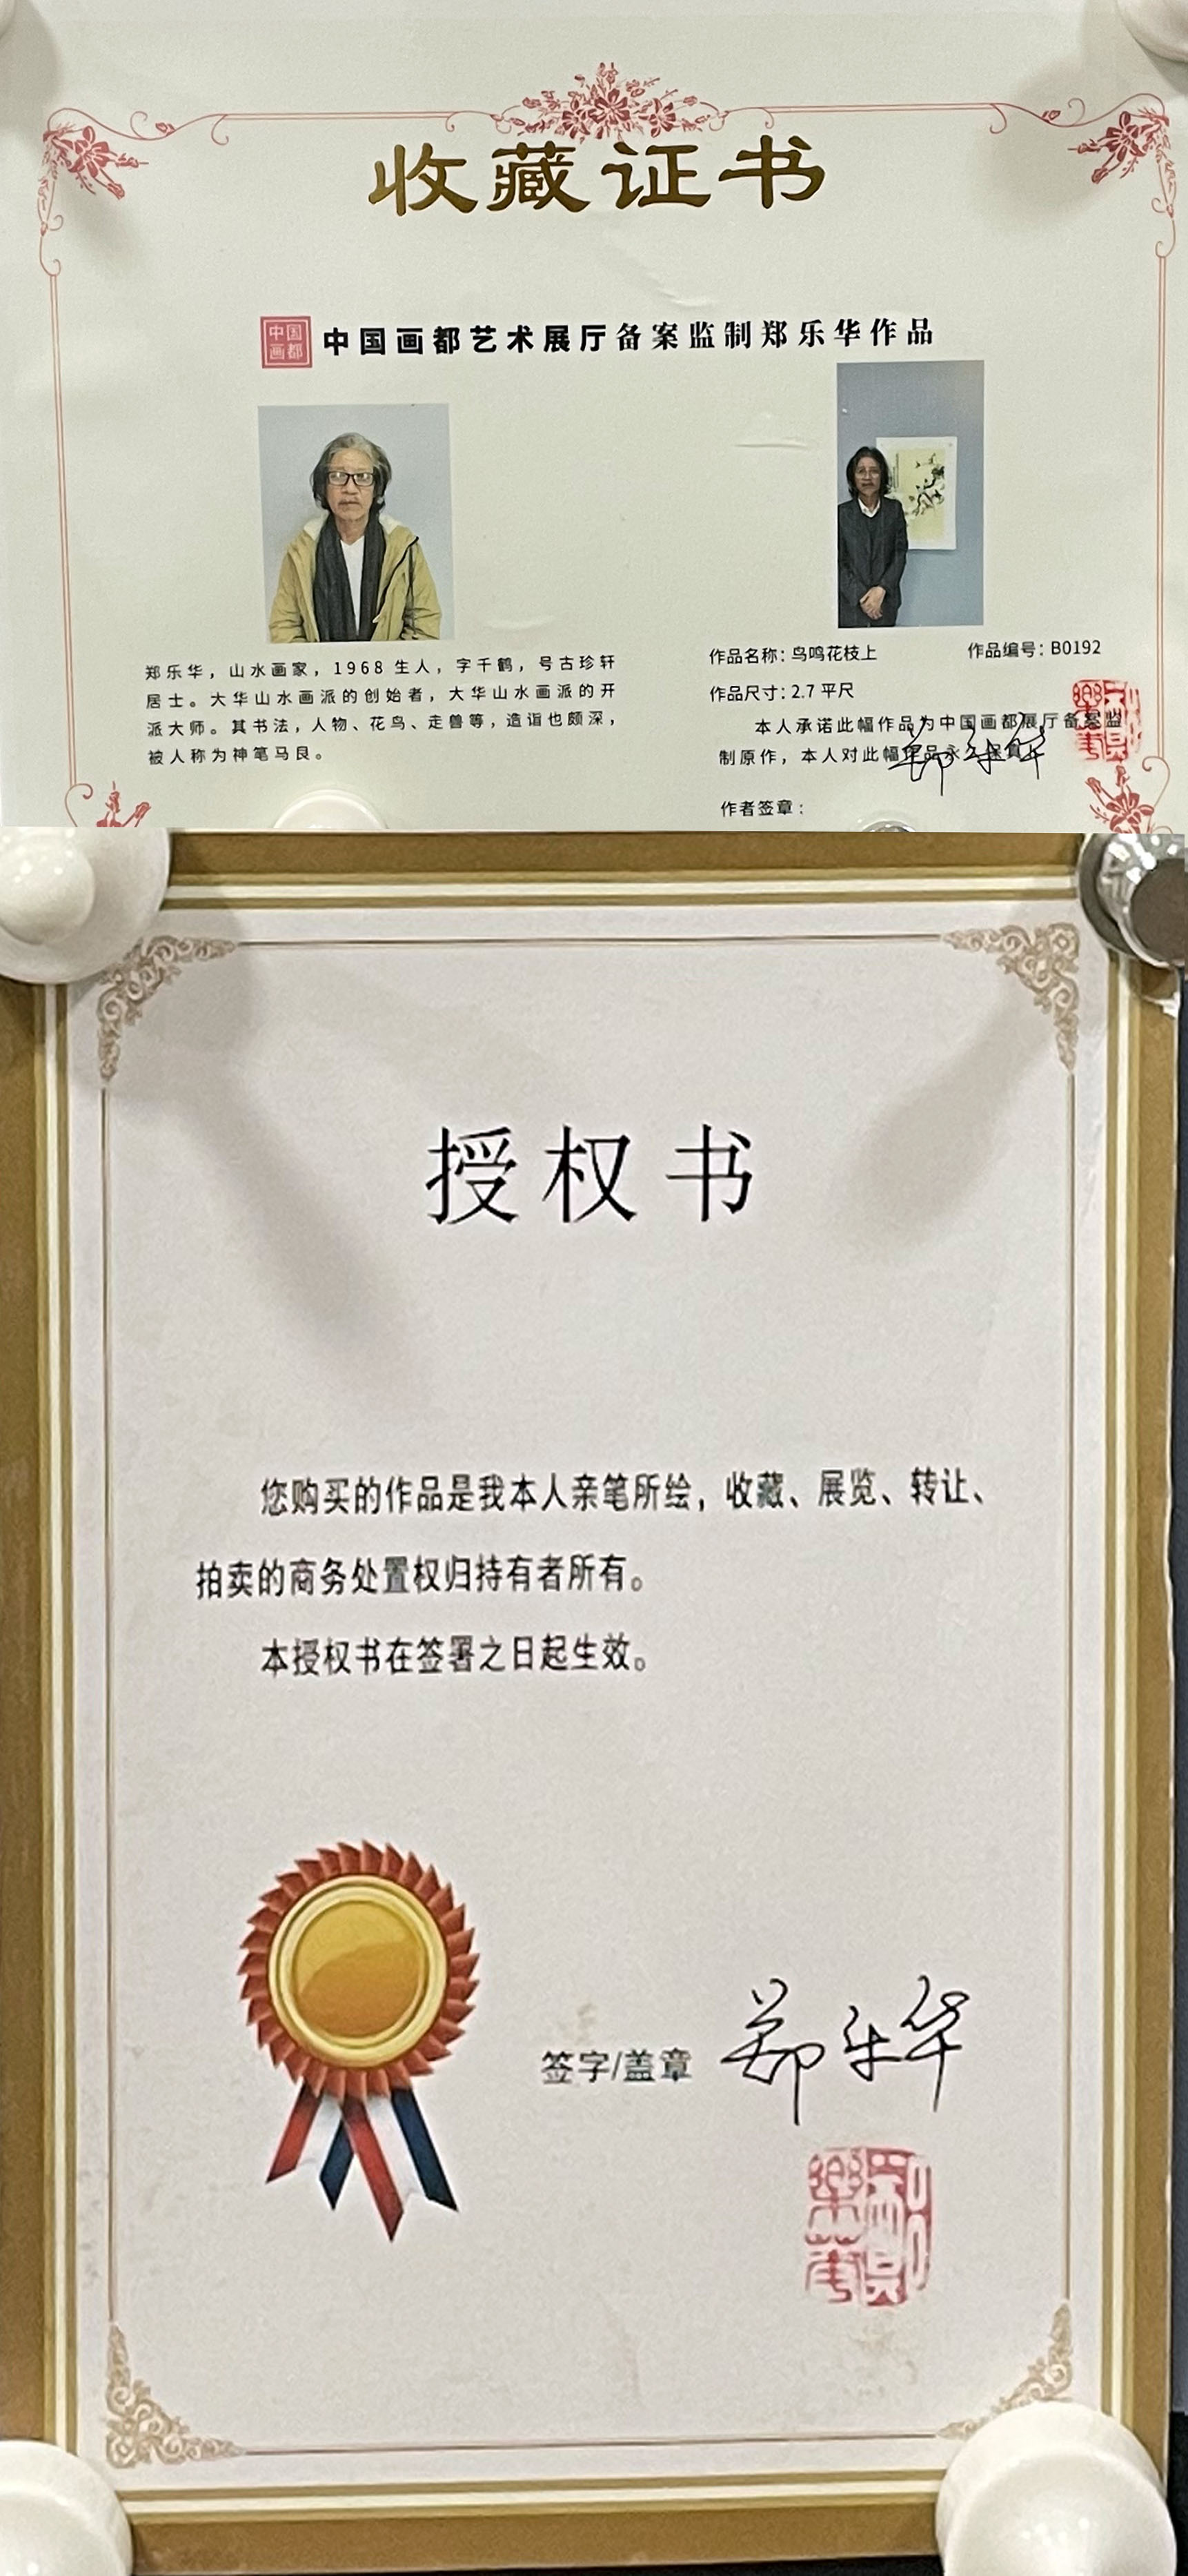 收藏证书
中国
画都
中国画都艺术展厅备案监制郑乐华作品
郑乐华，山水画家，1968 生人，字千鹤，号古珍轩
居士。大华山水画派的创始者，大华山水画派的开
派大师。其书法，人物、花鸟、走兽等，造诣也颇深，
被人称为神笔马良。
作品名称：鸟鸣花枝上
作品编号：B0192
作品尺寸：2.7 平尺
本人承诺此幅作品为中国画都展厅备案监
制原作，本人对此幅作品永久保真
郑乐华
作者签章：
授权书
您购买的作品是我本人亲笔所绘，收藏、展览、转让、
拍卖的商务处置权归持有者所有。
本授权书在签署之日起生效。
签字/盖章
郑乐华